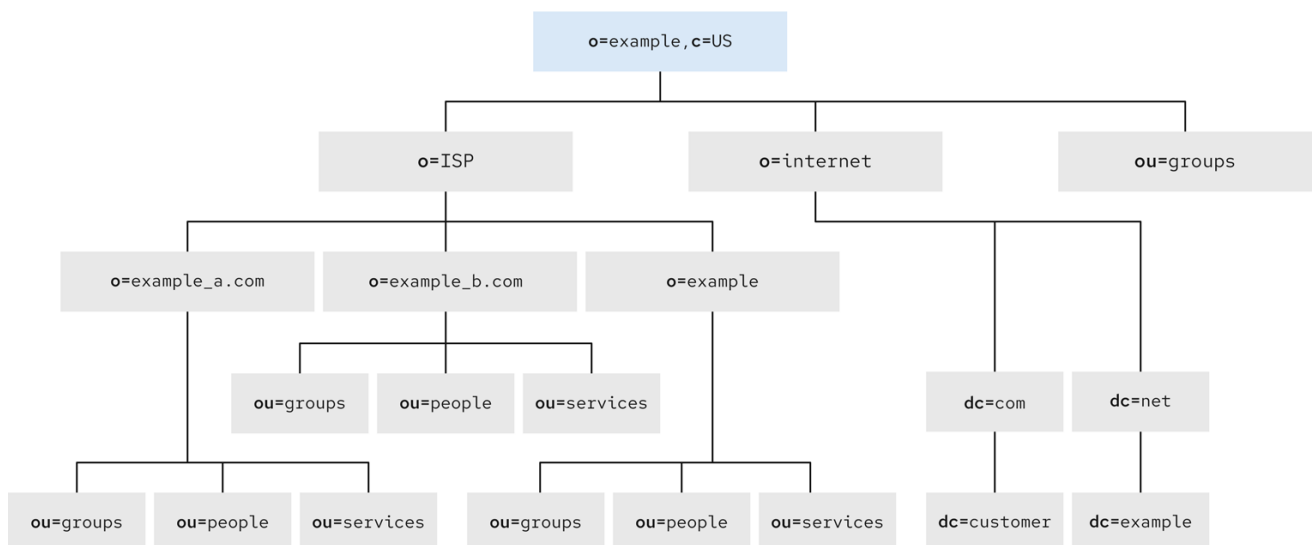 o=example,c=US
o=ISP
o=internet
ou=groups
o=example_a.com
o=example_b.com
o=example
ou=groups
ou=people
ou=services
dc=com
dc=net
ou=groups
ou=people
ou=services
ou=groups
ou=people
ou=services
dc=customer
dc=example